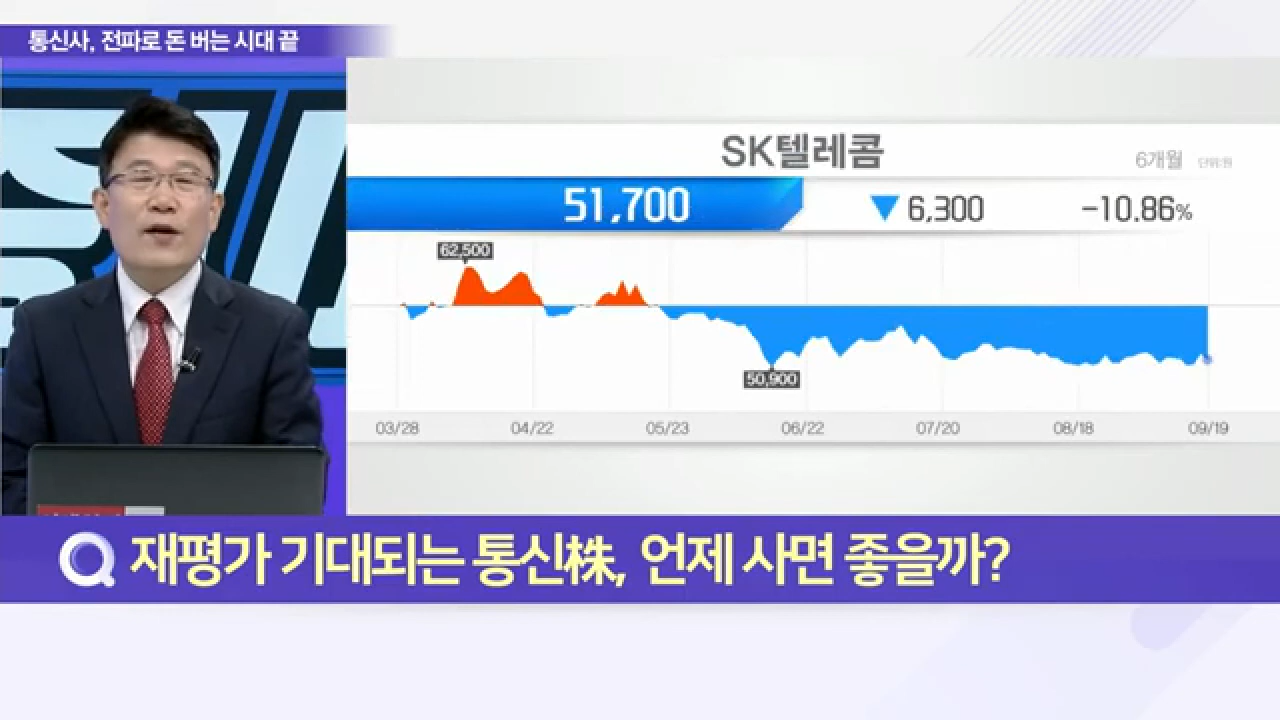 통신사, 전파로 돈 버는 시대 끝
SK텔레콤
6개월 단위:원
51,700 ▼ 6,300 -10.86%
62,500
50,900
03/28 04/22 05/23 06/22 07/20 08/18 09/19
Q 재평가 기대되는 통신株, 언제 사면 좋을까?